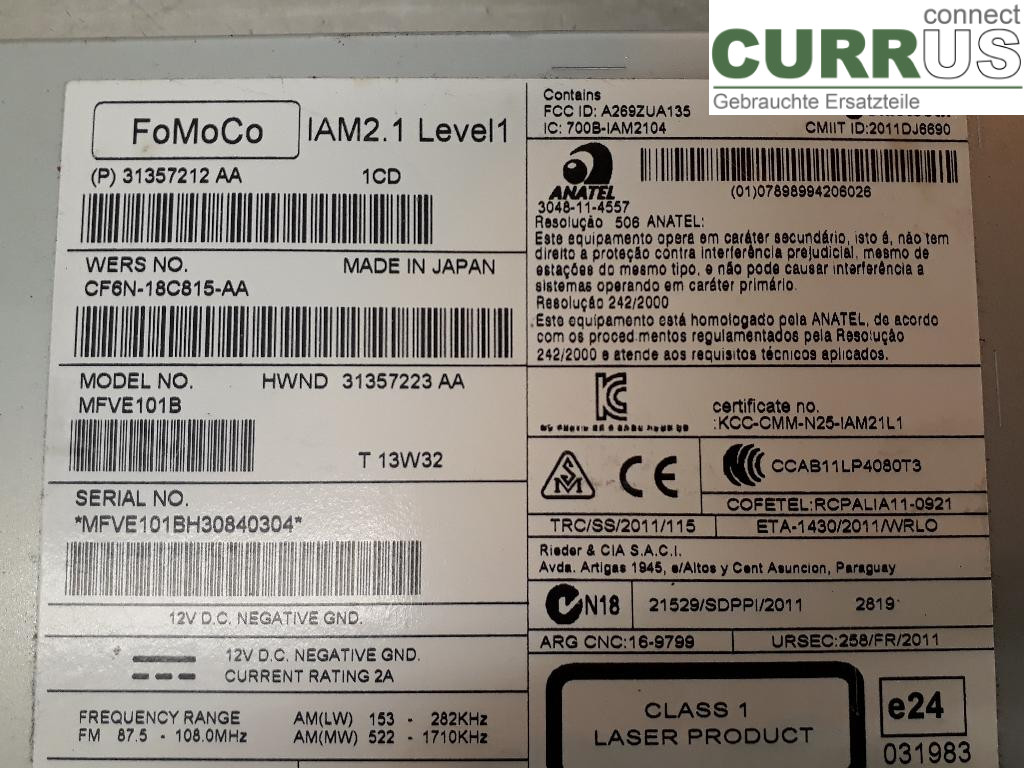 connect
CURRUS
Gebrauchte Ersatzteile
FoMoCo
IAM2.1 Level1
(P) 31357212 AA 1CD
WERS NO. MADE IN JAPAN
CF6N-18C815-AA
MODEL NO. HWND 31357223 AA
MFVE101B
T 13W32
SERIAL NO.
*MFVE101BH30840304*
12V D.C. NEGATIVE GND.
12V D.C. NEGATIVE GND.
CURRENT RATING 2A
FREQUENCY RANGE AM(LW) 153 - 282KHz
FM 87.5 - 108.0MHz AM(MW) 522 - 1710KHz
Contains
FCC ID: A269ZUA135
IC: 700B-IAM2104
CMIIT ID:2011DJ6690
ANATEL
(01)07898994206026
3048-11-4557
Resolução 506 ANATEL:
Este equipamento opera em caráter secundário, isto é, não tem
direito a proteção contra interferência prejudicial, mesmo de
estações do mesmo tipo, e não pode causar interferência a
sistemas operando em caráter primário.
Resolução 242/2000
Este equipamento está homologado pela ANATEL, de acordo
com os procedimentos regulamentados pela Resolução
242/2000 e atende aos requisitos técnicos aplicados.
certificate no.
:KCC-CMM-N25-IAM21L1
CE
CCAB11LP4080T3
COFETEL:RCPALIA11-0921
TRC/SS/2011/115 ETA-1430/2011/WRLO
Rieder & CIA S.A.C.I.
Avda. Artigas 1945, e/Altos y Cent Asuncion, Paraguay
N18 21529/SDPPI/2011 2819
ARG CNC:16-9799 URSEC:258/FR/2011
CLASS 1
LASER PRODUCT
e24
031983